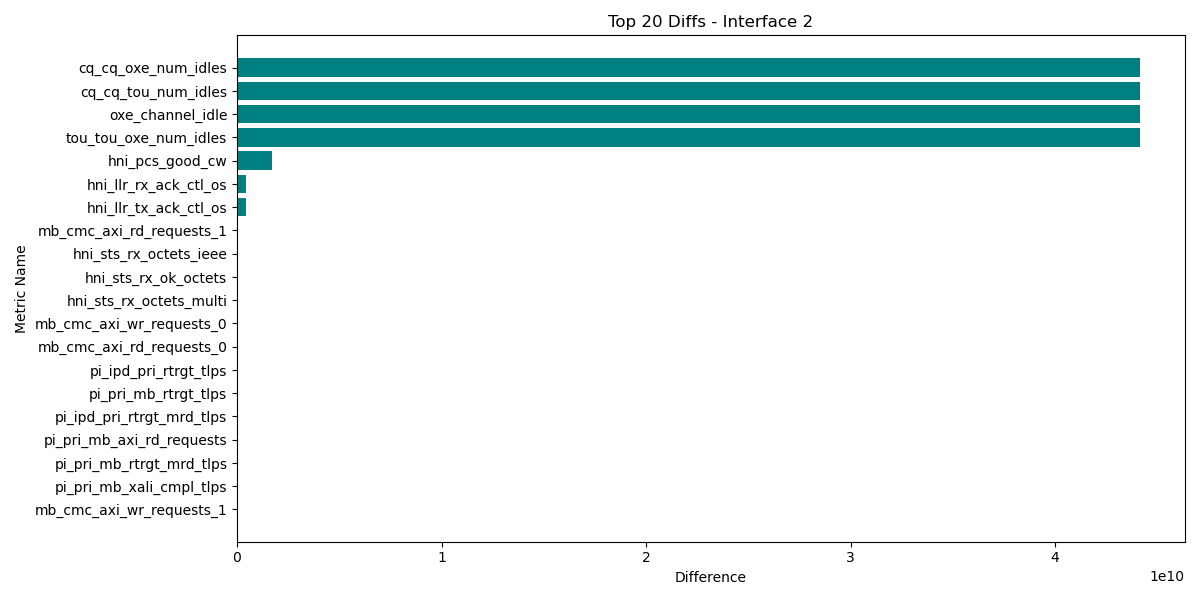 Top 20 Diffs - Interface 2
Metric Name
cq_cq_oxe_num_idles
cq_cq_tou_num_idles
oxe_channel_idle
tou_tou_oxe_num_idles
hni_pcs_good_cw
hni_llr_rx_ack_ctl_os
hni_llr_tx_ack_ctl_os
mb_cmc_axi_rd_requests_1
hni_sts_rx_octets_ieee
hni_sts_rx_ok_octets
hni_sts_rx_octets_multi
mb_cmc_axi_wr_requests_0
mb_cmc_axi_rd_requests_0
pi_ipd_pri_rtrgt_tlps
pi_pri_mb_rtrgt_tlps
pi_ipd_pri_rtrgt_mrd_tlps
pi_pri_mb_axi_rd_requests
pi_pri_mb_rtrgt_mrd_tlps
pi_pri_mb_xali_cmpl_tlps
mb_cmc_axi_wr_requests_1
0 1 2 3 4
1e10
Difference